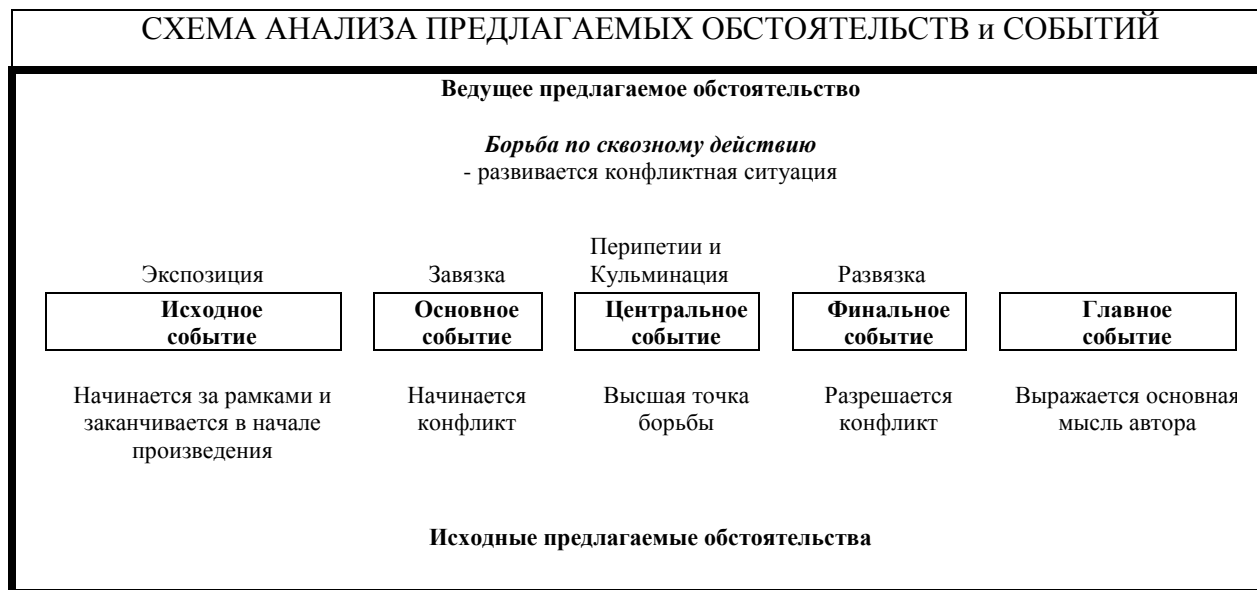 СХЕМА АНАЛИЗА ПРЕДЛАГАЕМЫХ ОБСТОЯТЕЛЬСТВ и СОБЫТИЙ
Ведущее предлагаемое обстоятельство
Борьба по сквозному действию
- развивается конфликтная ситуация
Экспозиция
Исходное
событие
Начинается за рамками и
заканчивается в начале
произведения
Завязка
Основное
событие
Начинается
конфликт
Перипетии и
Кульминация
Центральное
событие
Высшая точка
борьбы
Развязка
Финальное
событие
Разрешается
конфликт
Главное
событие
Выражается основная
мысль автора
Исходные предлагаемые обстоятельства